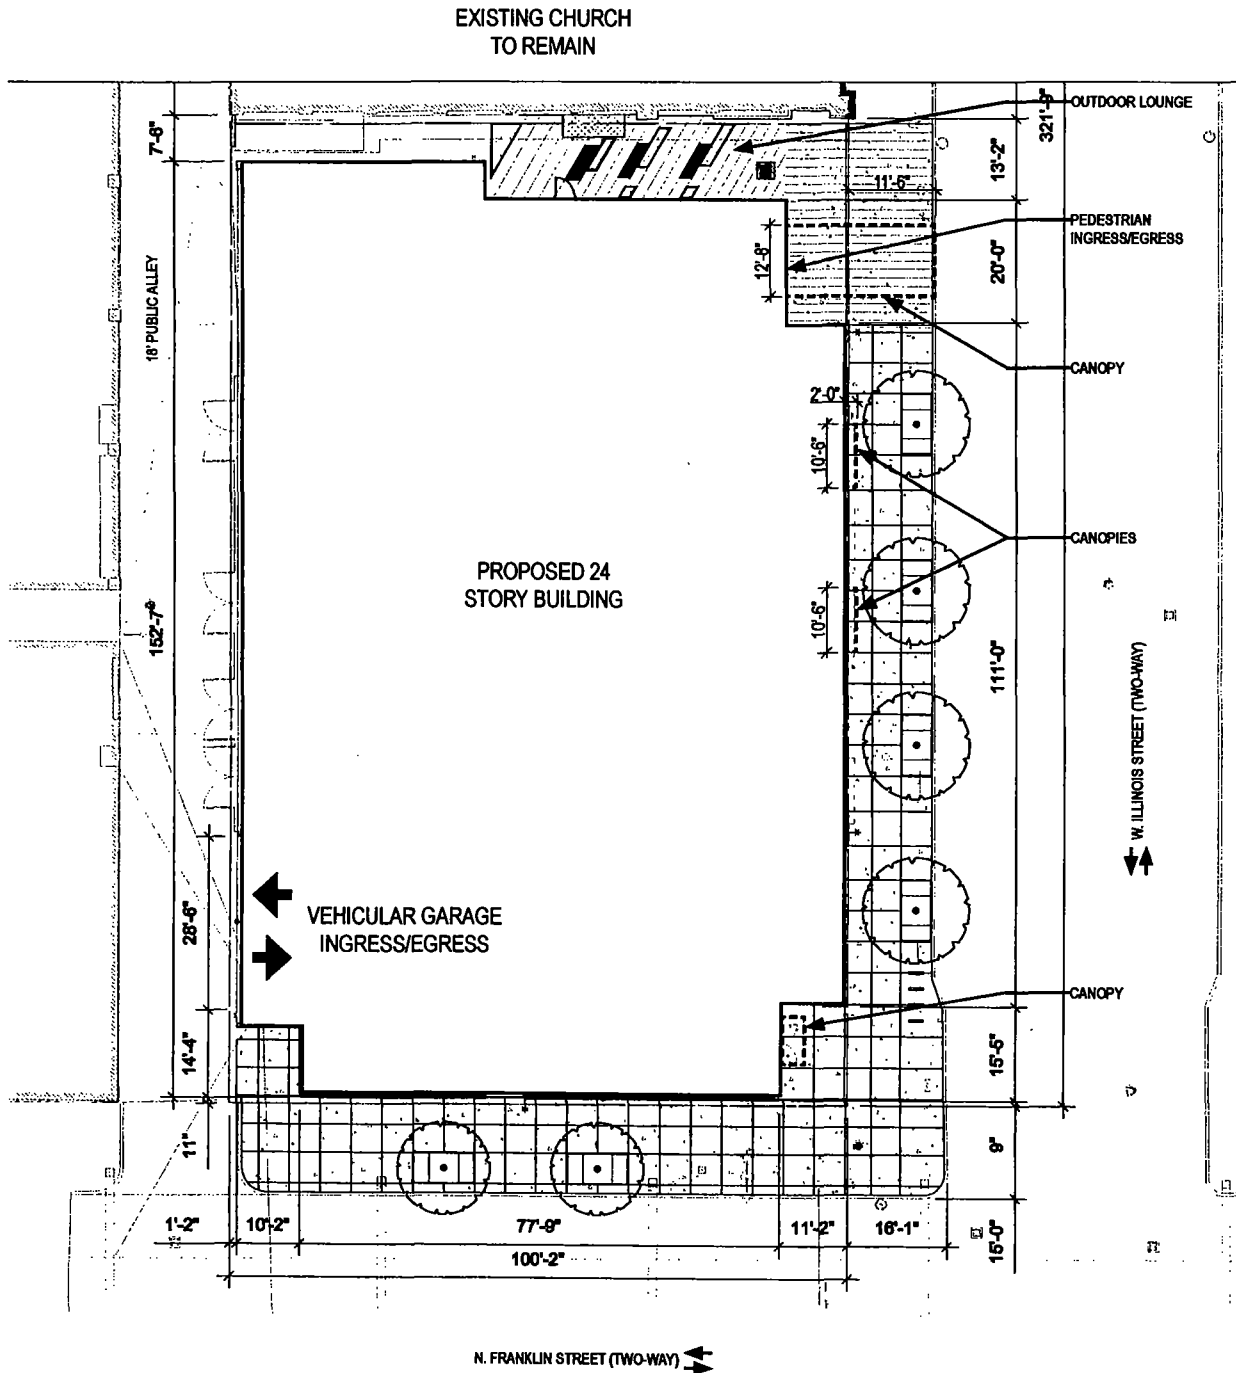 EXISTING CHURCH
TO REMAIN
OUTDOOR LOUNGE
321'-9"
7'-6"
13'-2"
11'-6"
PEDESTRIAN
INGRESS/EGRESS
12'-8"
20'-0"
18' PUBLIC ALLEY
CANOPY
2'-0"
10'-6"
CANOPIES
PROPOSED 24
STORY BUILDING
10'-6"
152'-7"
111'-0"
W. ILLINOIS STREET (TWO-WAY)
28'-6"
VEHICULAR GARAGE
INGRESS/EGRESS
CANOPY
14'-4"
15'-5"
11"
9"
1'-2"
10'-2"
77'-9"
11'-2"
16'-1"
15'-0"
100'-2"
N. FRANKLIN STREET (TWO-WAY)